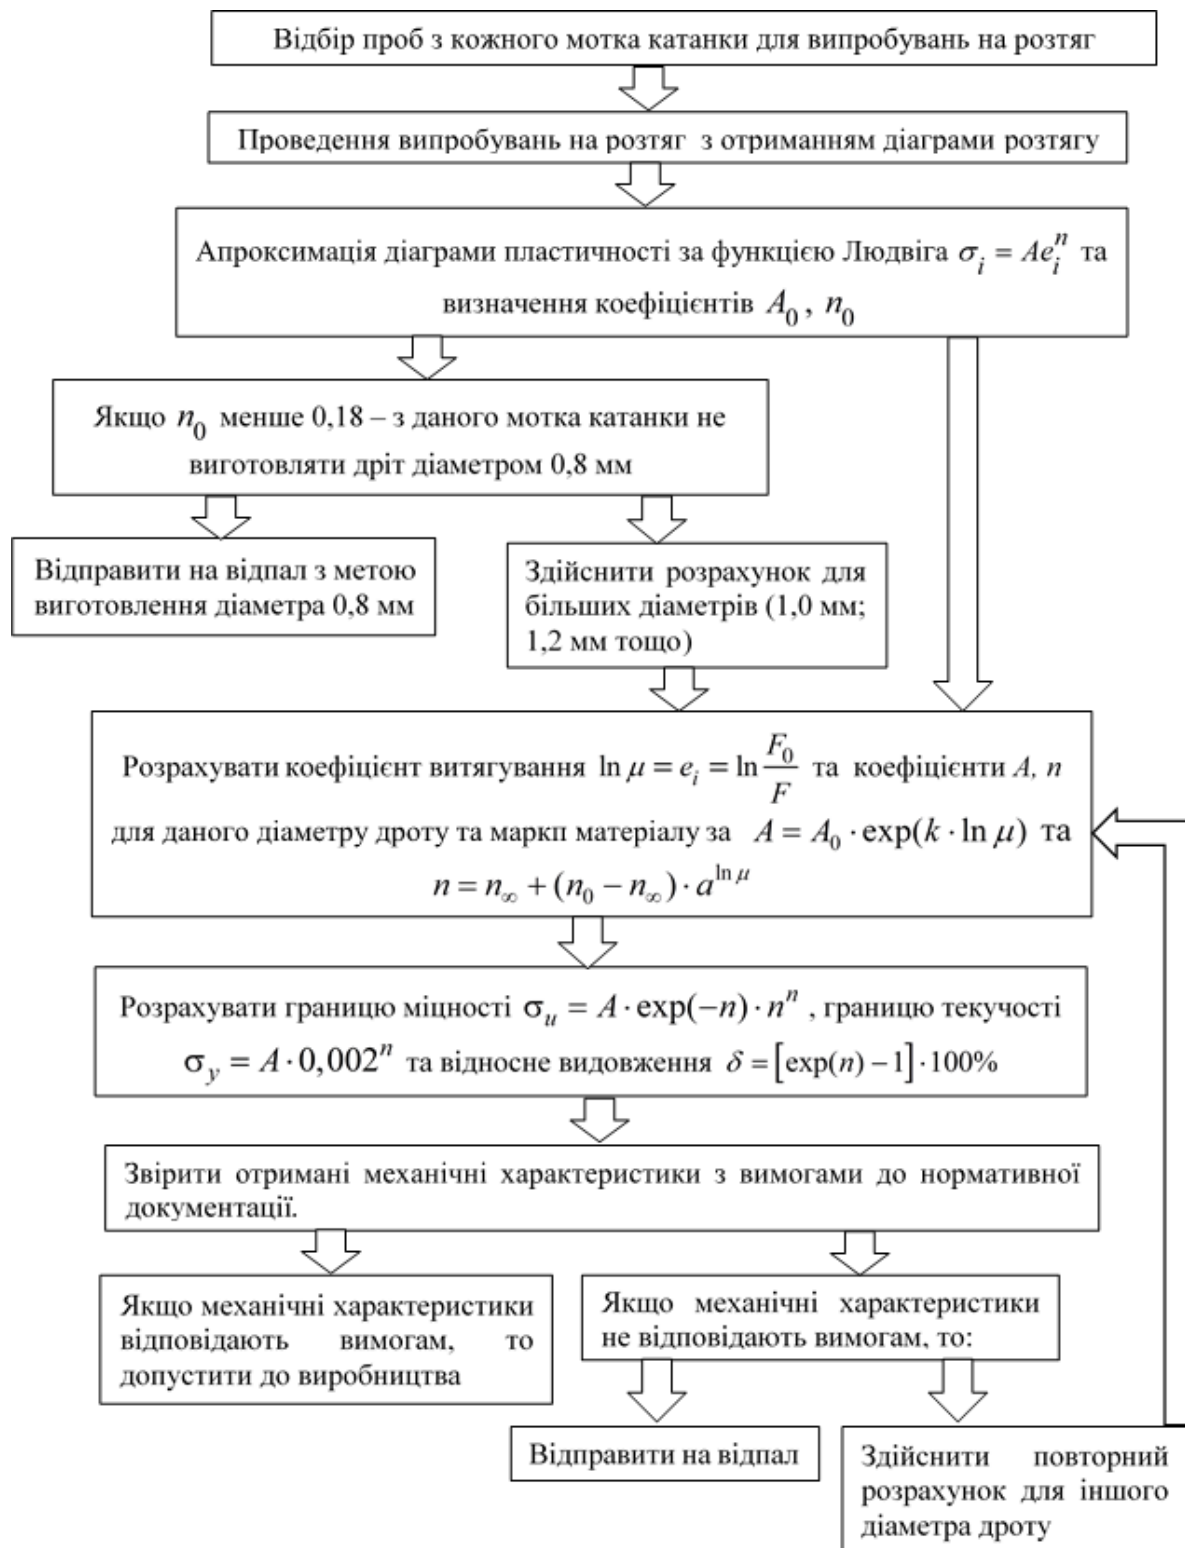 Відбір проб з кожного мотка катанки для випробувань на розтяг
Проведення випробувань на розтяг з отриманням діаграми розтягу
Апроксимація діаграми пластичності за функцією Людвіга σ_i = Ae_i^n та
визначення коефіцієнтів A_0 , n_0
Якщо n_0 менше 0,18 – з даного мотка катанки не
виготовляти дріт діаметром 0,8 мм
Відправити на відпал з метою
виготовлення діаметра 0,8 мм
Здійснити розрахунок для
більших діаметрів (1,0 мм;
1,2 мм тощо)
Розрахувати коефіцієнт витягування ln μ = e_i = ln F_0/F та коефіцієнти A, n
для даного діаметру дроту та маркп матеріалу за A = A_0 · exp(k · ln μ) та
n = n_∞ + (n_0 − n_∞) · a^{ln μ}
Розрахувати границю міцності σ_u = A · exp(−n) · n^n , границю текучості
σ_y = A · 0,002^n та відносне видовження δ = [exp(n) − 1] · 100%
Звірити отримані механічні характеристики з вимогами до нормативної
документації.
Якщо механічні характеристики
відповідають вимогам, то
допустити до виробництва
Якщо механічні характеристики
не відповідають вимогам, то:
Відправити на відпал
Здійснити повторний
розрахунок для іншого
діаметра дроту